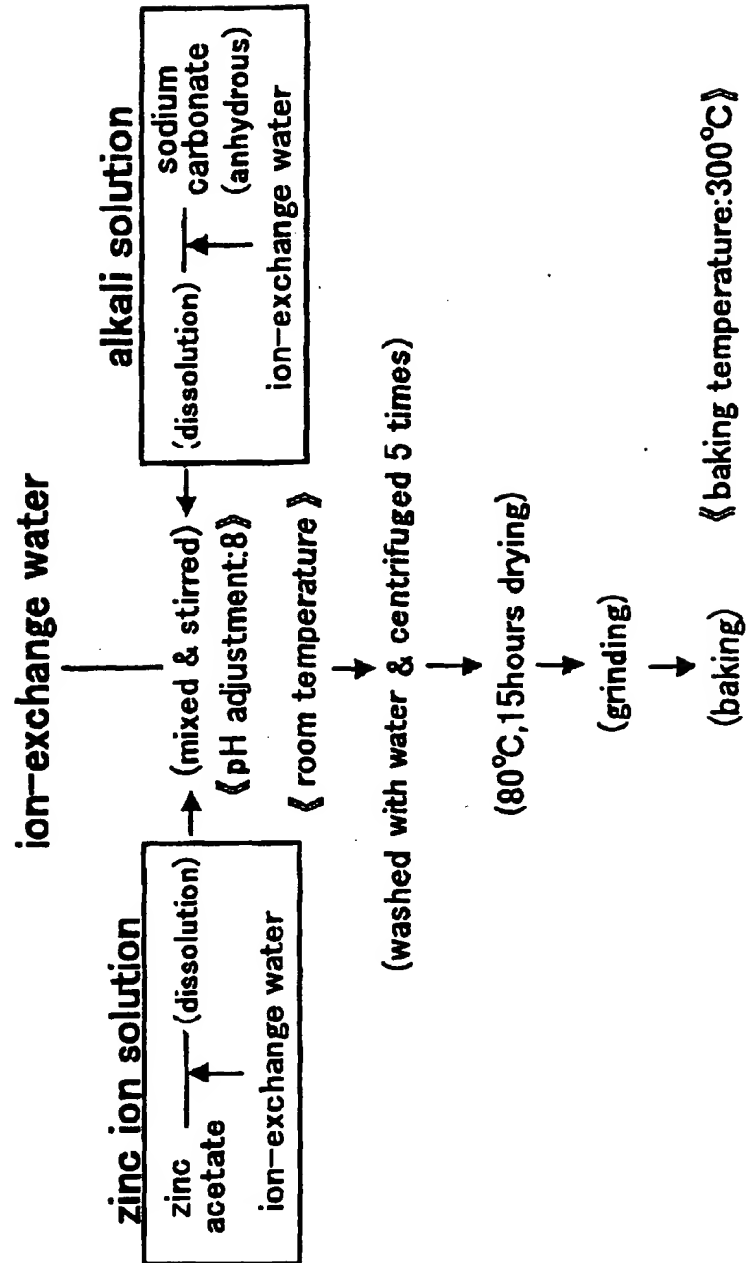 ion-exchange water
zinc ion solution
zinc
acetate
(dissolution)
ion-exchange water
alkali solution
(dissolution)
sodium
carbonate
(anhydrous)
ion-exchange water
(mixed & stirred)
《pH adjustment:8》
《room temperature》
(washed with water & centrifuged 5 times)
(80°C,15hours drying)
(grinding)
(baking)
《baking temperature:300°C》